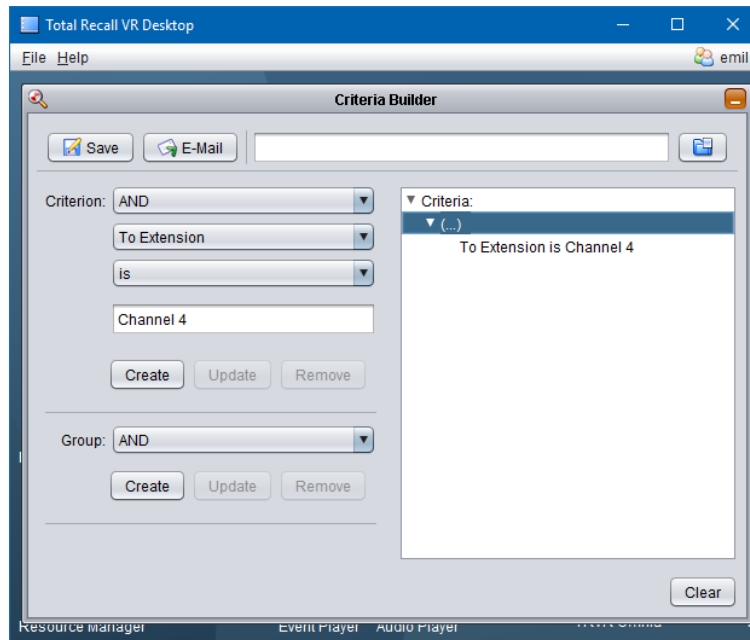 Total Recall VR Desktop
File Help
emil
Criteria Builder
Save E-Mail
Criterion: AND
To Extension
is
Channel 4
Create Update Remove
Group: AND
Create Update Remove
Criteria:
(...)
To Extension is Channel 4
Clear
Resource Manager Event Player Audio Player